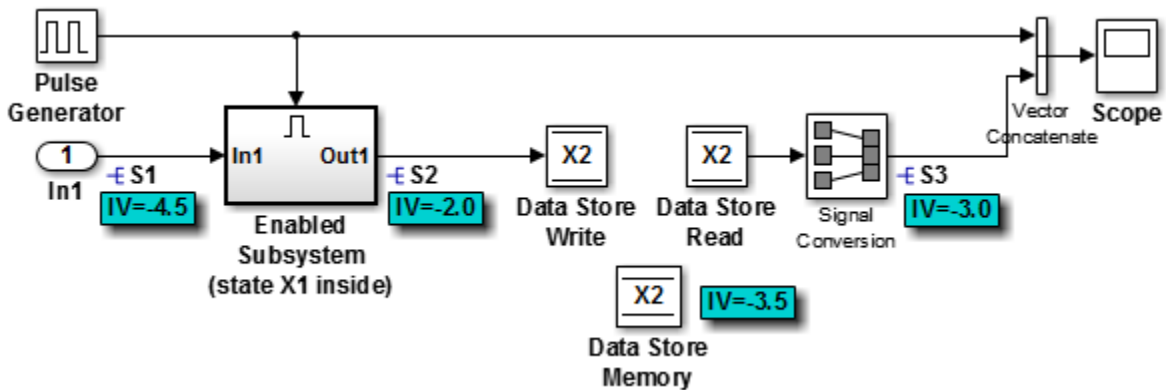 Pulse
Generator
1
In1
S1
IV=-4.5
In1
Out1
Enabled
Subsystem
(state X1 inside)
S2
IV=-2.0
X2
Data Store
Write
X2
Data Store
Read
Signal
Conversion
S3
IV=-3.0
Vector
Concatenate
Scope
X2
IV=-3.5
Data Store
Memory